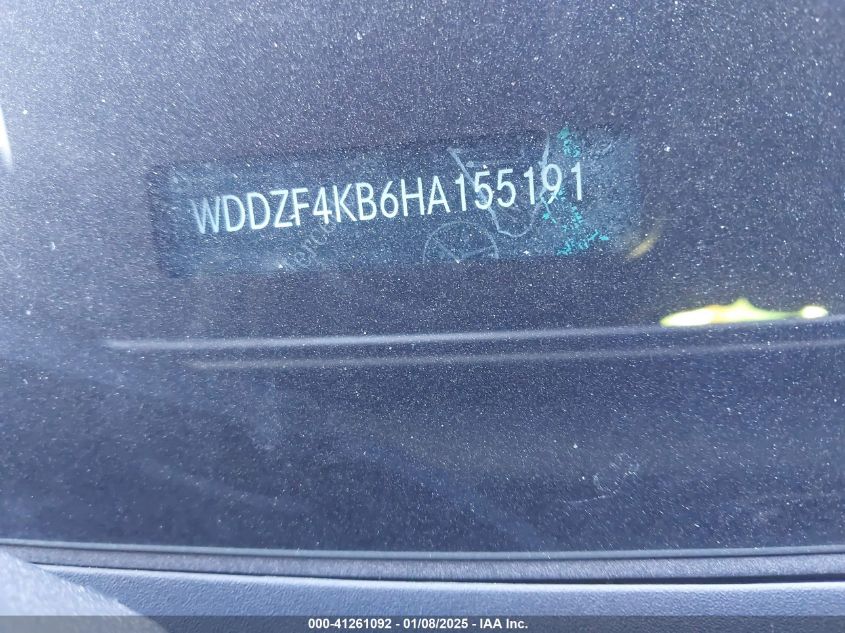 WDDZF4KB6HA155191
000-41261092 | 01/08/2025 | IAA Inc.